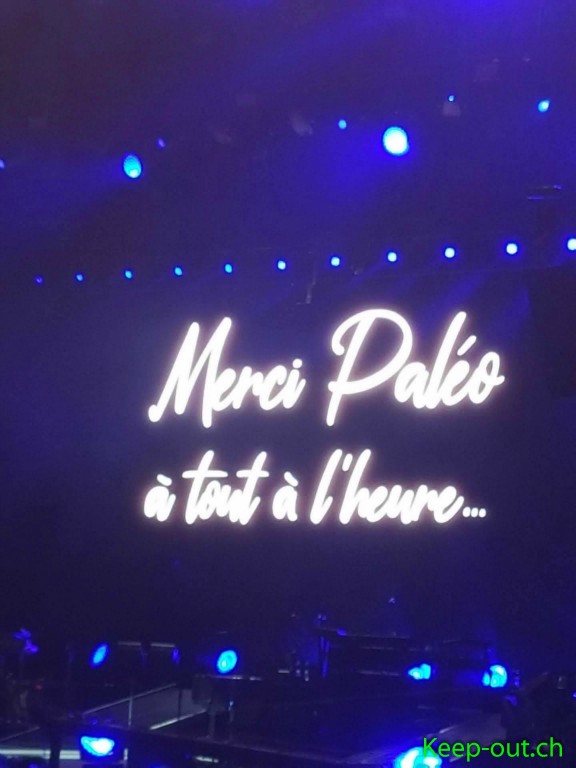 Merci Paléo
à tout à l'heure...
Keep-out.ch